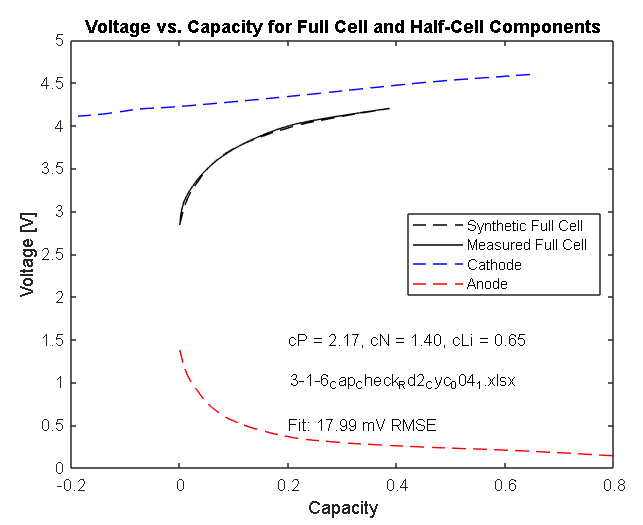 Voltage vs. Capacity for Full Cell and Half-Cell Components
5
4.5
4
3.5
3
2.5
2
1.5
1
0.5
0
Voltage [V]
Synthetic Full Cell
Measured Full Cell
Cathode
Anode
cP = 2.17, cN = 1.40, cLi = 0.65
3-1-6CapCheckRd2Cyc0041.xlsx
Fit: 17.99 mV RMSE
-0.2 0 0.2 0.4 0.6 0.8
Capacity